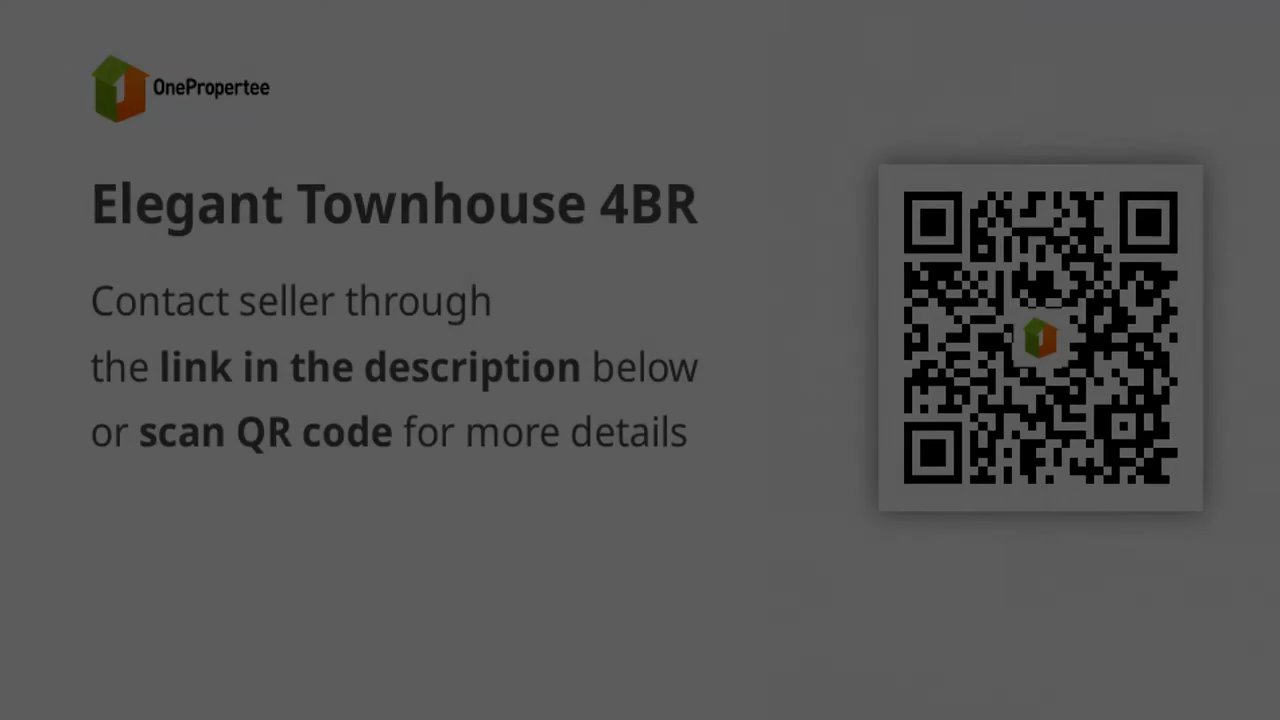 OnePropertee
Elegant Townhouse 4BR
Contact seller through
the link in the description below
or scan QR code for more details